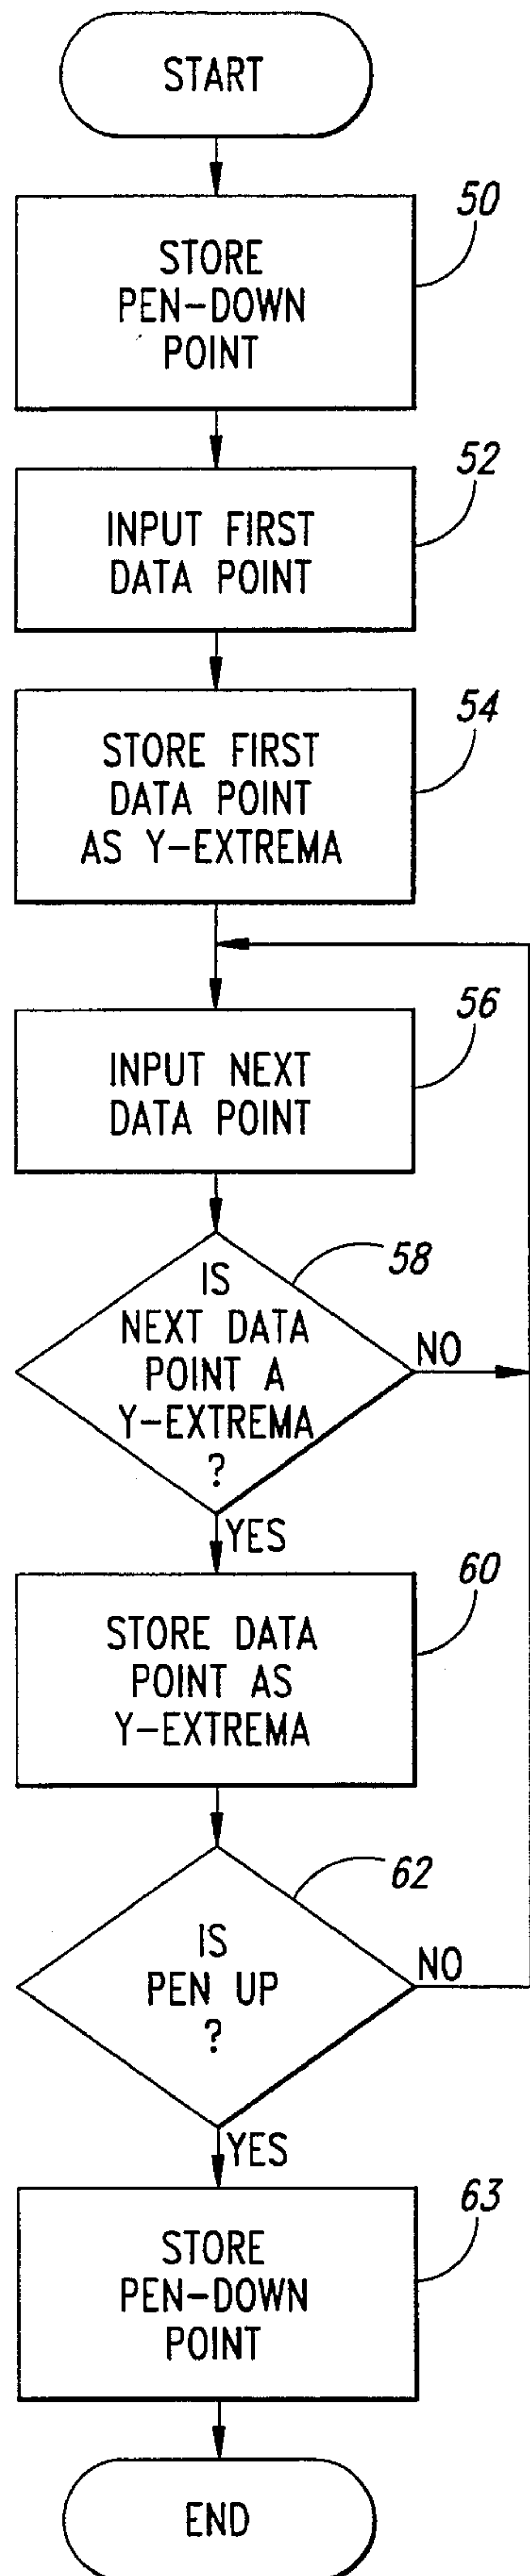 START
50
STORE
PEN-DOWN
POINT
52
INPUT FIRST
DATA POINT
54
STORE FIRST
DATA POINT
AS Y-EXTREMA
56
INPUT NEXT
DATA POINT
58
IS
NEXT DATA
POINT A
Y-EXTREMA
?
NO
YES
60
STORE DATA
POINT AS
Y-EXTREMA
62
IS
PEN UP
?
NO
YES
63
STORE
PEN-DOWN
POINT
END